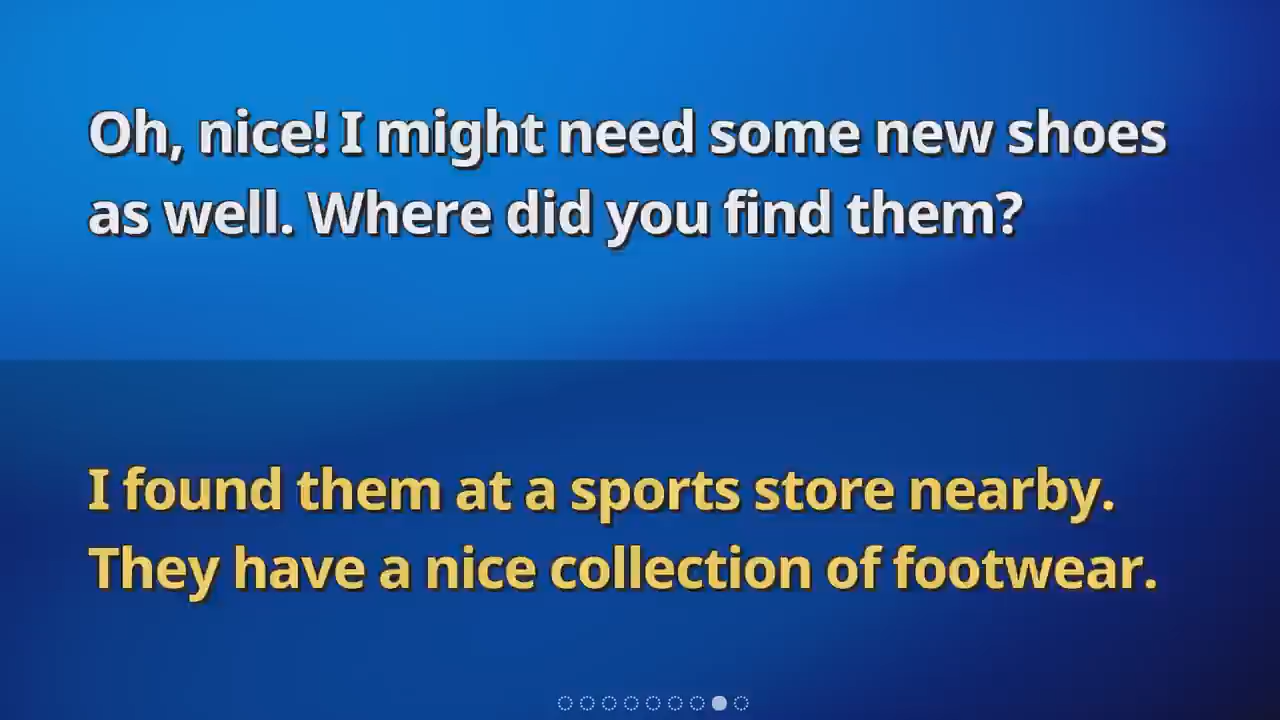 Oh, nice! I might need some new shoes
as well. Where did you find them?
I found them at a sports store nearby.
They have a nice collection of footwear.